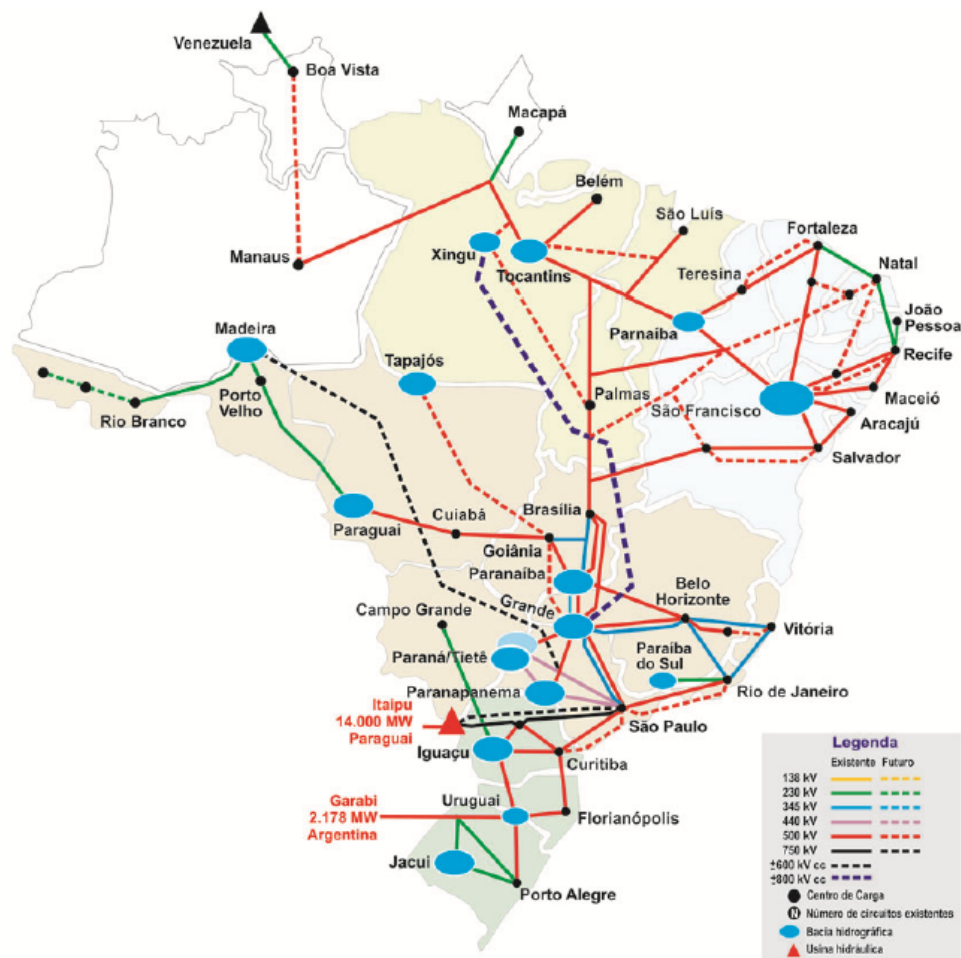 Venezuela
Boa Vista
Macapá
Belém
São Luís
Fortaleza
Xingu
Tocantins
Teresina
Natal
Manaus
João
Pessoa
Madeira
Parnaíba
Recife
Tapajós
Porto
Velho
Rio Branco
Palmas
São Francisco
Maceió
Aracajú
Salvador
Paraguai
Cuiabá
Brasília
Goiânia
Paranaíba
Belo
Horizonte
Campo Grande
Grande
Vitória
Paraná/Tietê
Paraíba
do Sul
Paranapanema
Rio de Janeiro
Itaipu
14.000 MW
Paraguai
São Paulo
Iguaçu
Curitiba
Garabi
2.178 MW
Argentina
Uruguai
Florianópolis
Jacui
Porto Alegre
Legenda
Existente Futuro
138 kV
230 kV
345 kV
440 kV
500 kV
750 kV
±600 kV cc
±800 kV cc
Centro de Carga
N Número de circuitos existentes
Bacia hidrográfica
Usina hidráulica